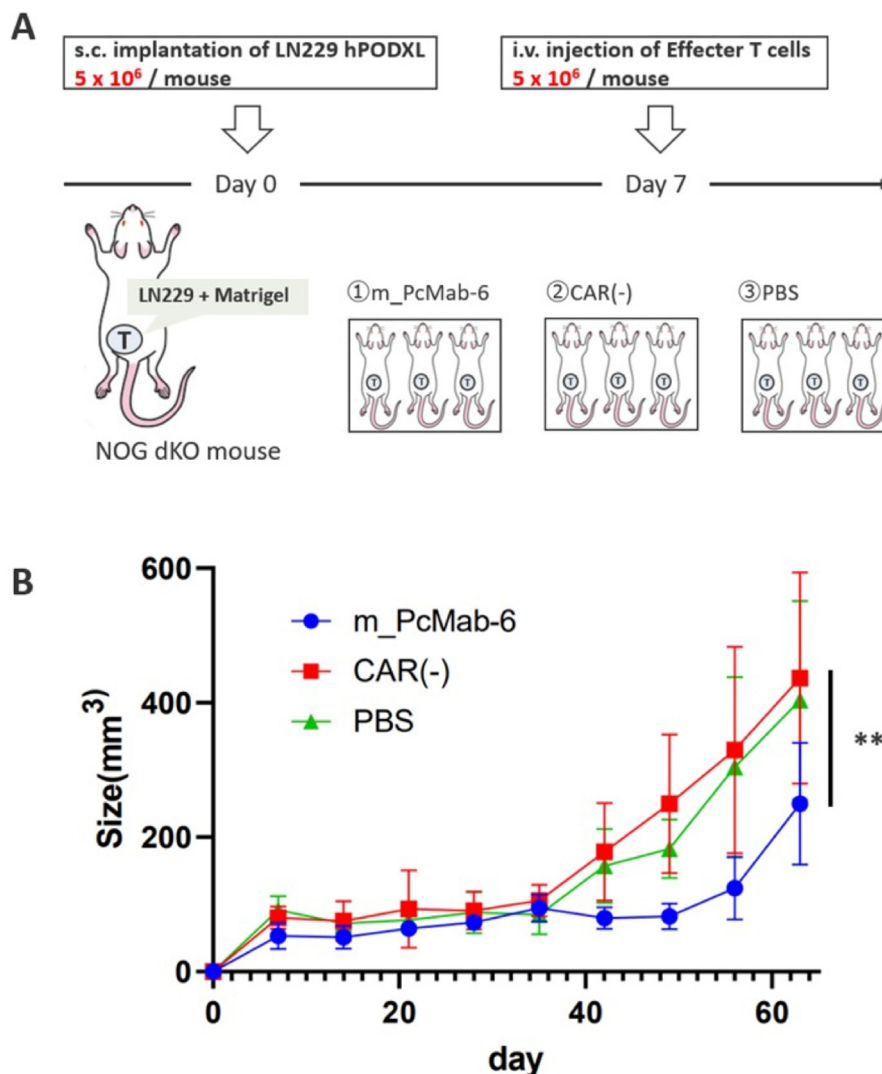 A
s.c. implantation of LN229 hPODXL
5 x 10⁶ / mouse
i.v. injection of Effecter T cells
5 x 10⁶ / mouse
Day 0
Day 7
LN229 + Matrigel
T
NOG dKO mouse
①m_PcMab-6
②CAR(-)
③PBS
T T T
T T T
T T T
B
Size(mm³)
600
400
200
0
m_PcMab-6
CAR(-)
PBS
**
0 20 40 60
day